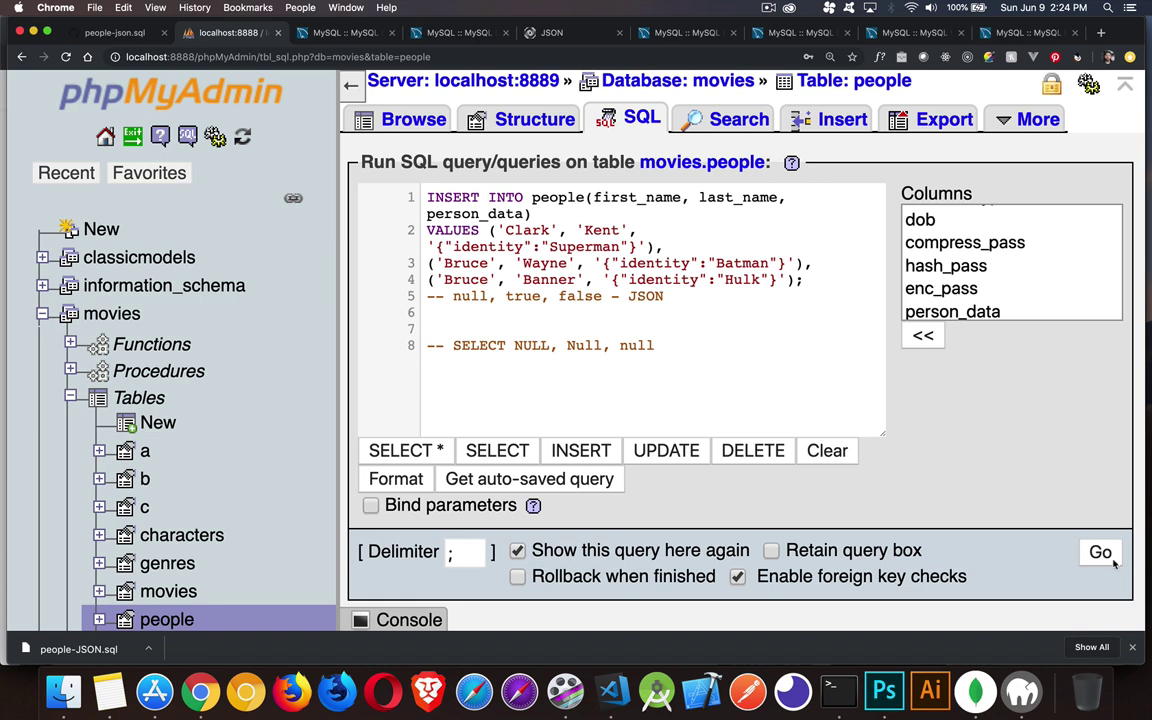 Chrome File Edit View History Bookmarks People Window Help 100% Sun Jun 9 2:24 PM
people-json.sql localhost:8888 / MySQL :: MySQL MySQL :: MySQL JSON MySQL :: MySQL MySQL :: MySQL MySQL :: MySQL MySQL :: MySQL
localhost:8888/phpMyAdmin/tbl_sql.php?db=movies&table=people
phpMyAdmin
Recent Favorites
New
classicmodels
information_schema
movies
Functions
Procedures
Tables
New
a
b
c
characters
genres
movies
people
Server: localhost:8889 » Database: movies » Table: people
Browse Structure SQL Search Insert Export More
Run SQL query/queries on table movies.people:
1 INSERT INTO people(first_name, last_name,
person_data)
2 VALUES ('Clark', 'Kent',
'{"identity":"Superman"}'),
3 ('Bruce', 'Wayne', '{"identity":"Batman"}'),
4 ('Bruce', 'Banner', '{"identity":"Hulk"}');
5 -- null, true, false - JSON
6
7
8 -- SELECT NULL, Null, null
Columns
dob
compress_pass
hash_pass
enc_pass
person_data
<<
SELECT * SELECT INSERT UPDATE DELETE Clear
Format Get auto-saved query
Bind parameters
[ Delimiter ; ] Show this query here again Retain query box Go
Rollback when finished Enable foreign key checks
Console
people-JSON.sql Show All
Ps Ai